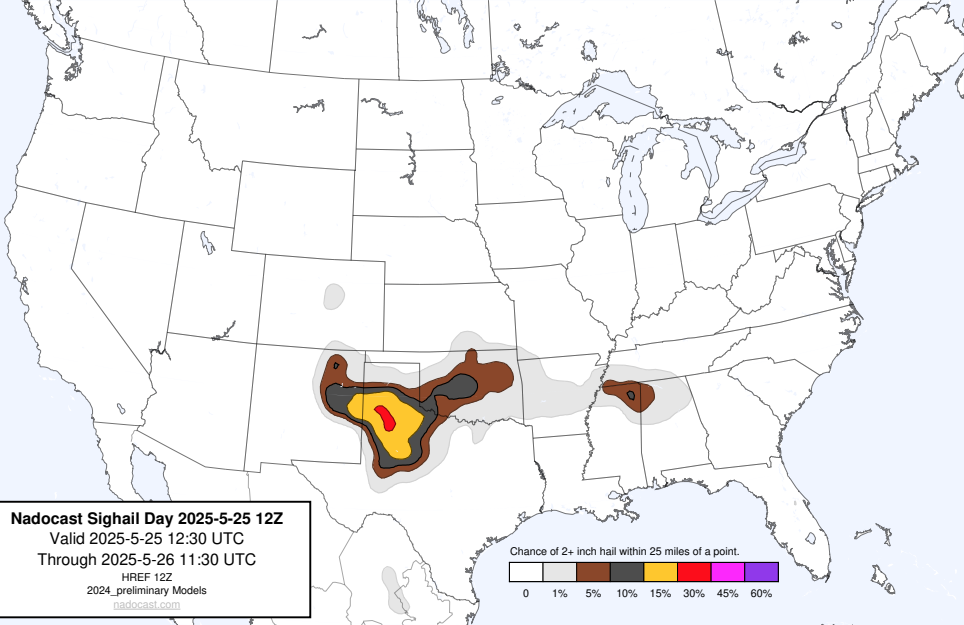 Nadocast Sighail Day 2025-5-25 12Z
Valid 2025-5-25 12:30 UTC
Through 2025-5-26 11:30 UTC
HREF 12Z
2024_preliminary Models
nadocast.com
Chance of 2+ inch hail within 25 miles of a point.
0 1% 5% 10% 15% 30% 45% 60%